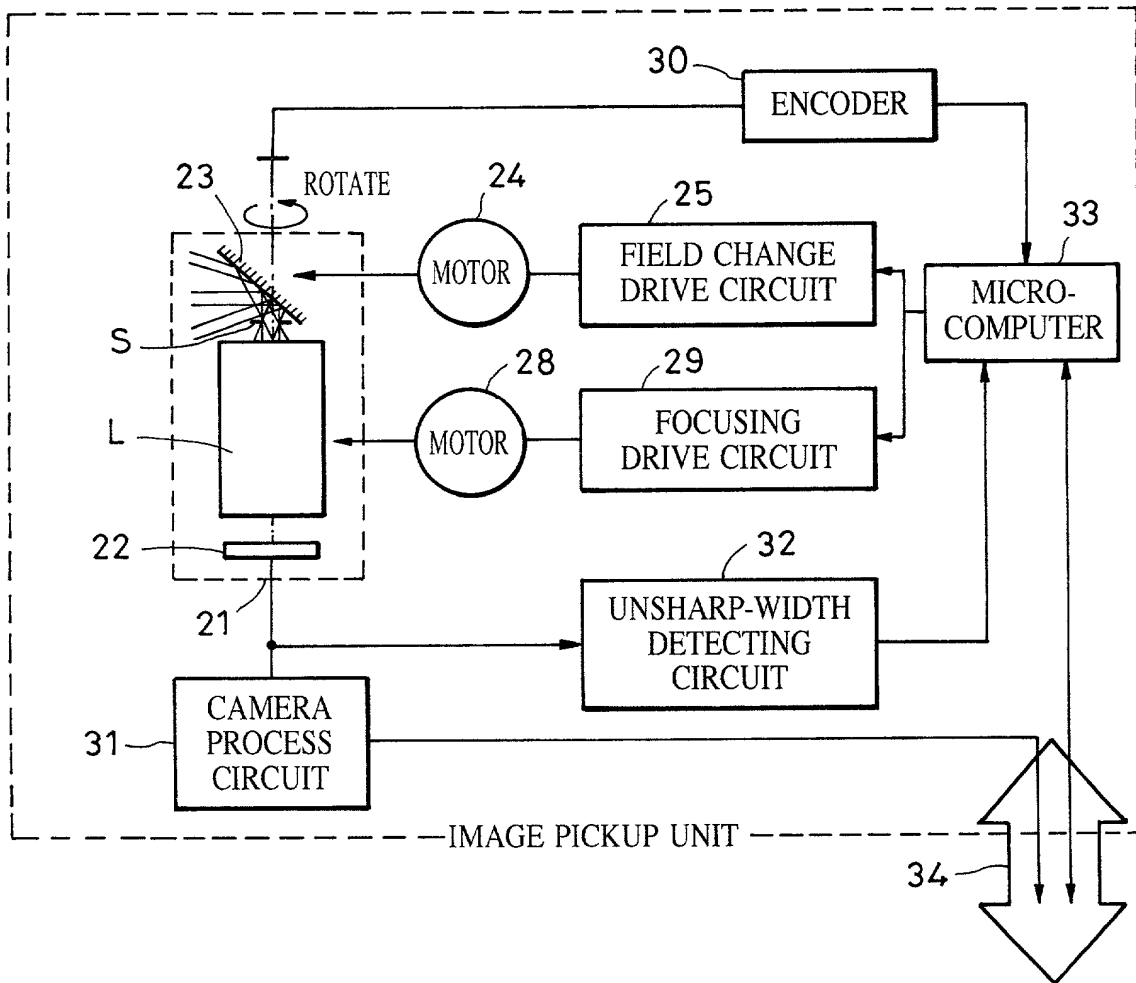 30
ENCODER
23
ROTATE
24
25
33
MOTOR
FIELD CHANGE
DRIVE CIRCUIT
MICRO-
COMPUTER
S
28
29
L
MOTOR
FOCUSING
DRIVE CIRCUIT
22
32
21
UNSHARP-WIDTH
DETECTING
CIRCUIT
31
CAMERA
PROCESS
CIRCUIT
IMAGE PICKUP UNIT
34